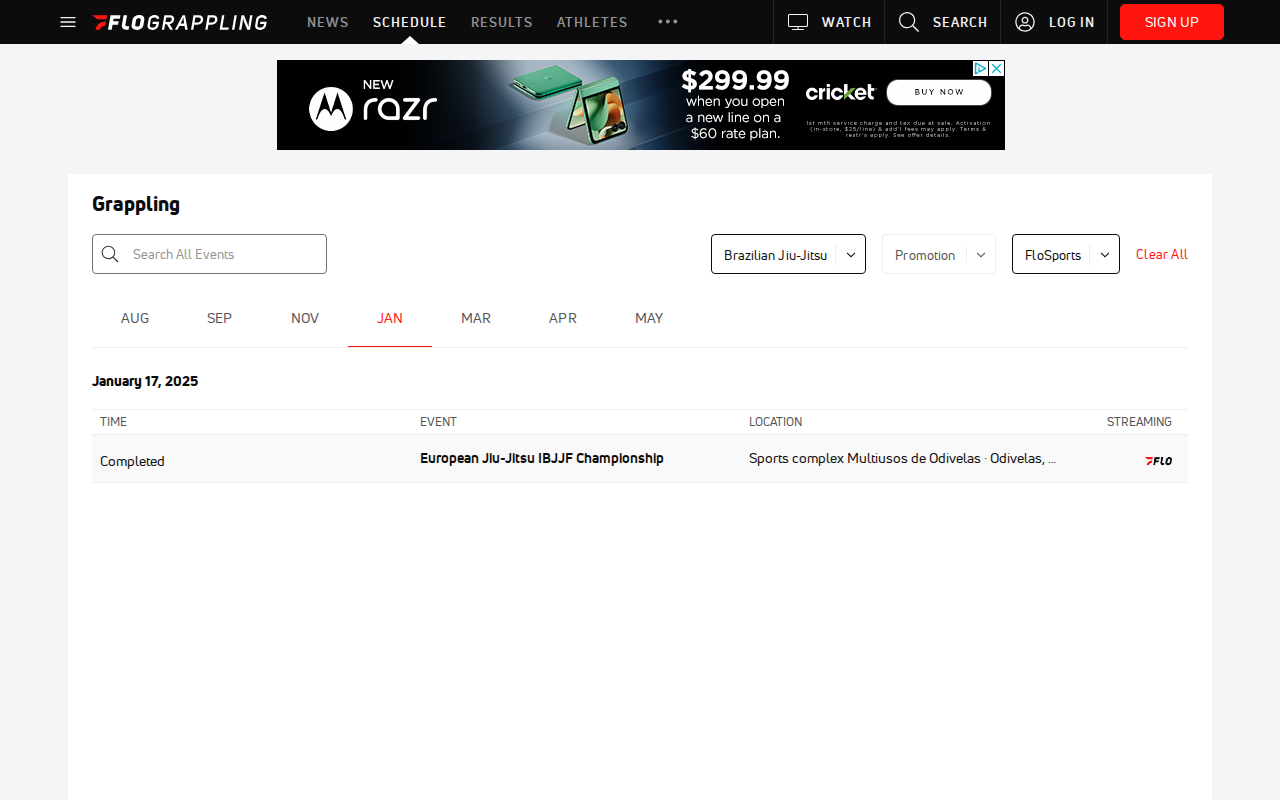 FLOGRAPPLING
NEWS
SCHEDULE
RESULTS
ATHLETES
WATCH
SEARCH
LOG IN
SIGN UP
NEW
razr
$299.99
when you open
a new line on a
$60 rate plan.
cricket
BUY NOW
1st mth service charge and tax due at sale. Activation
(in-store, $25/line) & add'l fees may apply. Terms &
restr's apply. See offer details.
Grappling
Search All Events
Brazilian Jiu-Jitsu
Promotion
FloSports
Clear All
AUG
SEP
NOV
JAN
MAR
APR
MAY
January 17, 2025
TIME
EVENT
LOCATION
STREAMING
Completed
European Jiu-Jitsu IBJJF Championship
Sports complex Multiusos de Odivelas · Odivelas, ...
FLO